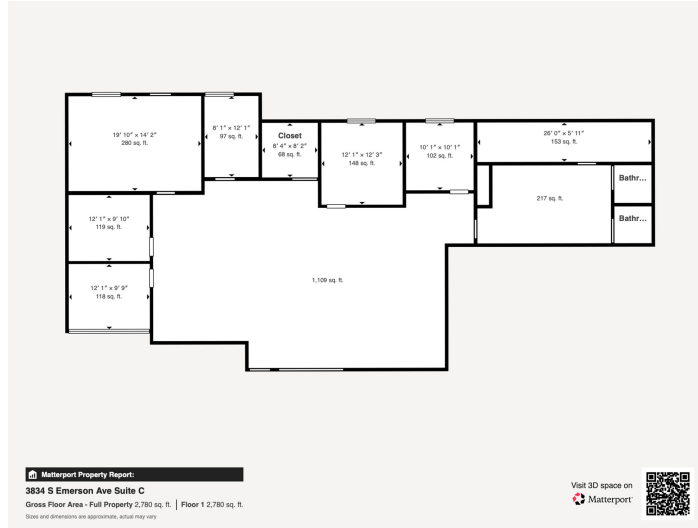 19' 10" × 14' 2"
280 sq. ft.
8' 1" × 12' 1"
97 sq. ft.
Closet
8' 4" × 8' 2"
68 sq. ft.
12' 1" × 12' 3"
148 sq. ft.
10' 1" × 10' 1"
102 sq. ft.
26' 0" × 5' 11"
153 sq. ft.
Bathr...
217 sq. ft.
Bathr...
12' 1" × 9' 10"
119 sq. ft.
12' 1" × 9' 9"
118 sq. ft.
1,109 sq. ft.
Matterport Property Report:
3834 S Emerson Ave Suite C
Gross Floor Area - Full Property 2,780 sq. ft. | Floor 1 2,780 sq. ft.
Sizes and dimensions are approximate, actual may vary
Visit 3D space on
Matterport